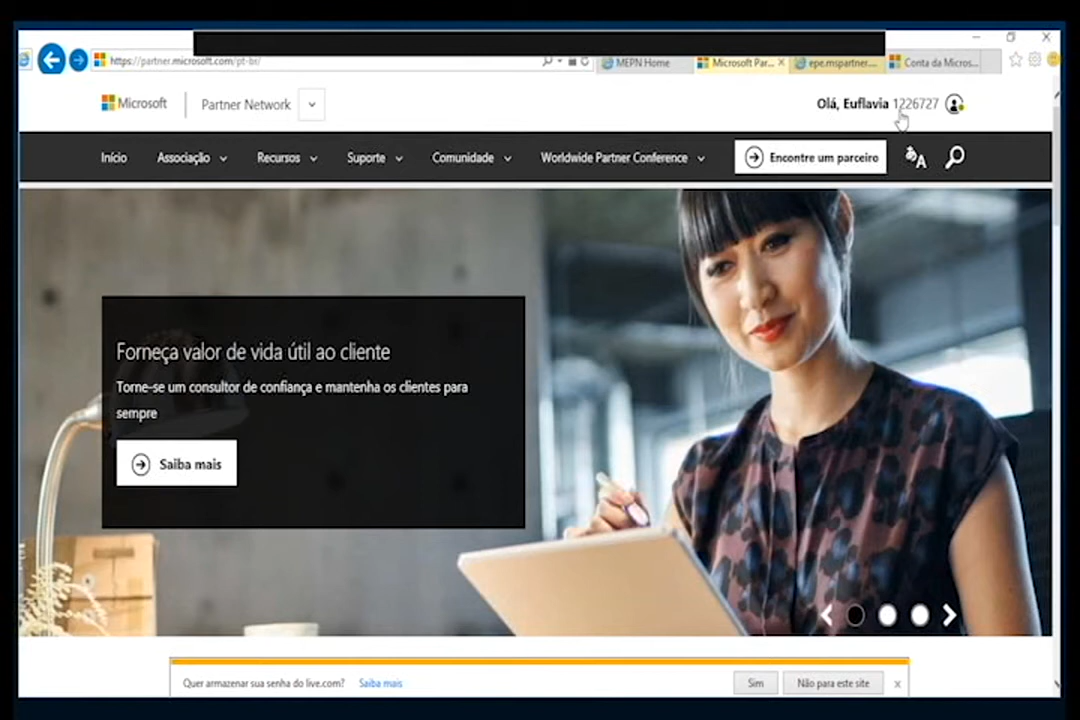 https://partner.microsoft.com/pt-br/
MEPN Home
Microsoft Par...
epe.mspartner....
Conta da Micros...
Microsoft
Partner Network
Olá, Euflavia 1226727
Início
Associação
Recursos
Suporte
Comunidade
Worldwide Partner Conference
Encontre um parceiro
Forneça valor de vida útil ao cliente
Torne-se um consultor de confiança e mantenha os clientes para
sempre
Saiba mais
Quer armazenar sua senha do live.com? Saiba mais
Sim
Não para este site